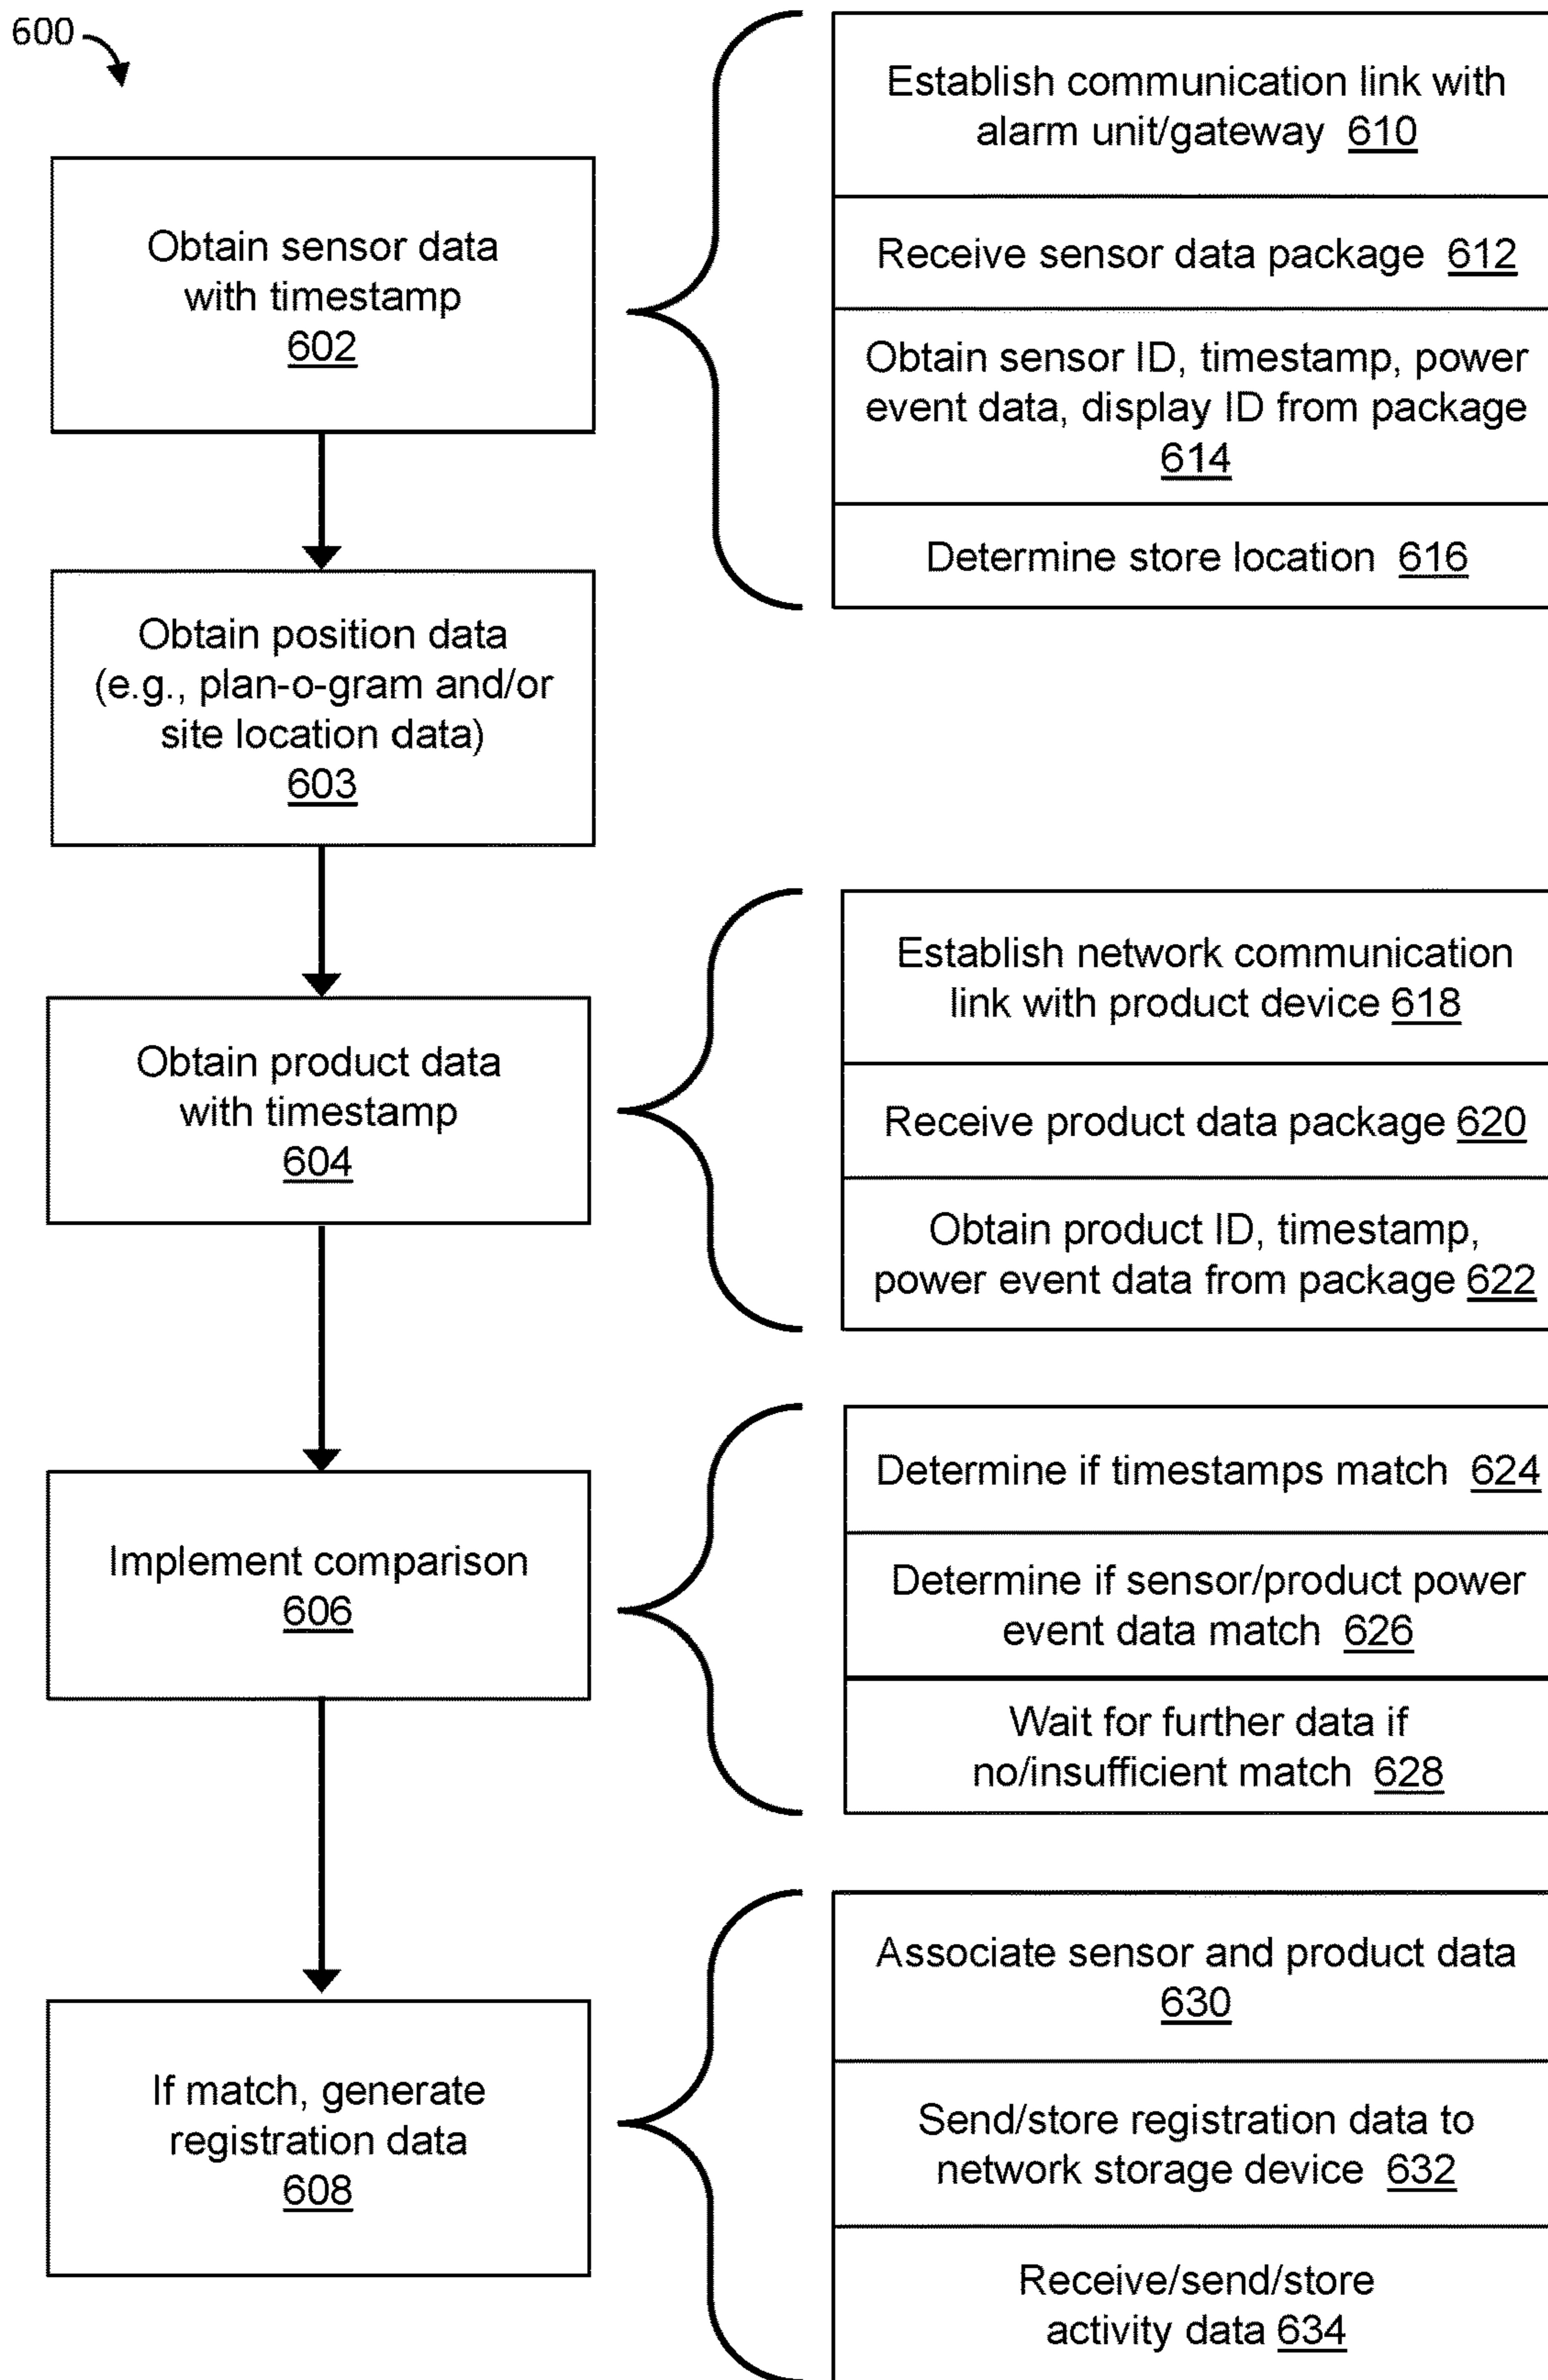 600
Obtain sensor data
with timestamp
602
Establish communication link with
alarm unit/gateway 610
Receive sensor data package 612
Obtain sensor ID, timestamp, power
event data, display ID from package
614
Determine store location 616
Obtain position data
(e.g., plan-o-gram and/or
site location data)
603
Obtain product data
with timestamp
604
Establish network communication
link with product device 618
Receive product data package 620
Obtain product ID, timestamp,
power event data from package 622
Implement comparison
606
Determine if timestamps match 624
Determine if sensor/product power
event data match 626
Wait for further data if
no/insufficient match 628
If match, generate
registration data
608
Associate sensor and product data
630
Send/store registration data to
network storage device 632
Receive/send/store
activity data 634